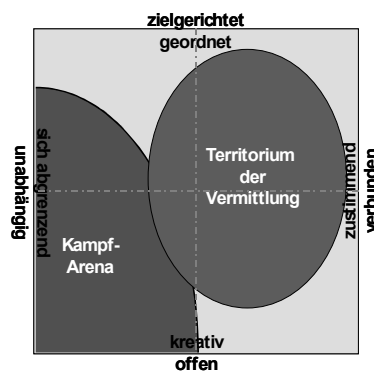 zielgerichtet
geordnet
unabhängig
sich abgrenzend
Territorium
der
Vermittlung
zustimmend
verbunden
Kampf-
Arena
kreativ
offen